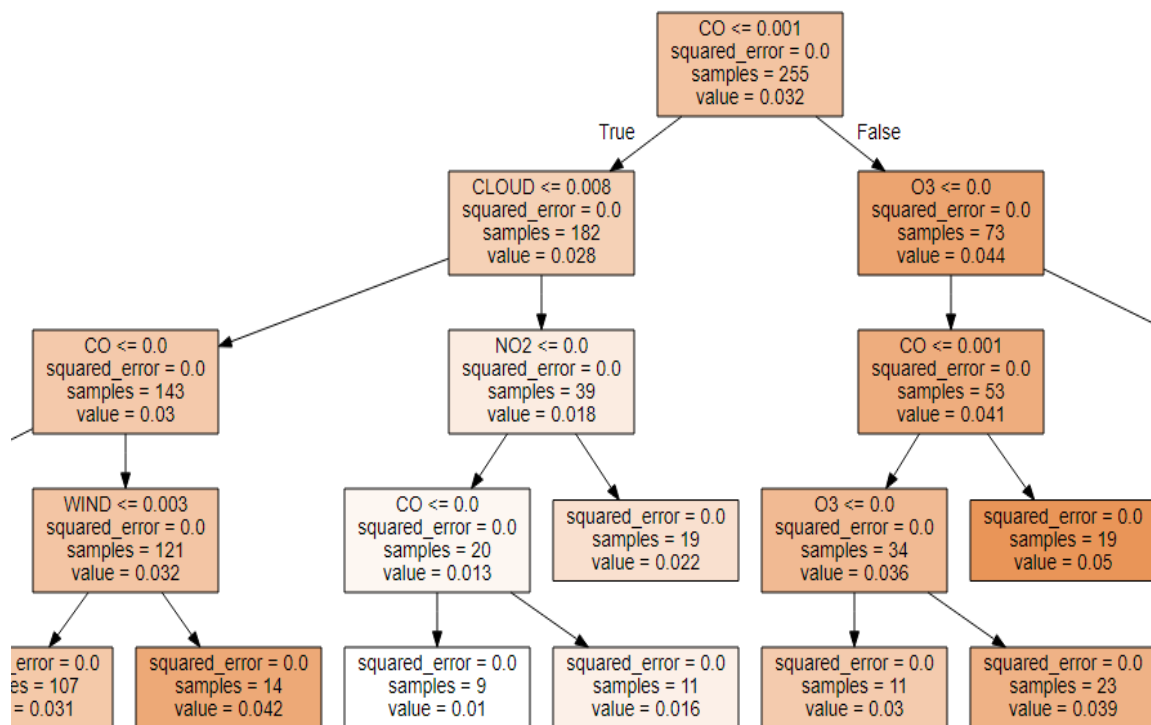 CO <= 0.001
squared_error = 0.0
samples = 255
value = 0.032
True
False
CLOUD <= 0.008
squared_error = 0.0
samples = 182
value = 0.028
O3 <= 0.0
squared_error = 0.0
samples = 73
value = 0.044
CO <= 0.0
squared_error = 0.0
samples = 143
value = 0.03
NO2 <= 0.0
squared_error = 0.0
samples = 39
value = 0.018
CO <= 0.001
squared_error = 0.0
samples = 53
value = 0.041
WIND <= 0.003
squared_error = 0.0
samples = 121
value = 0.032
CO <= 0.0
squared_error = 0.0
samples = 20
value = 0.013
squared_error = 0.0
samples = 19
value = 0.022
O3 <= 0.0
squared_error = 0.0
samples = 34
value = 0.036
squared_error = 0.0
samples = 19
value = 0.05
_error = 0.0
es = 107
= 0.031
squared_error = 0.0
samples = 14
value = 0.042
squared_error = 0.0
samples = 9
value = 0.01
squared_error = 0.0
samples = 11
value = 0.016
squared_error = 0.0
samples = 11
value = 0.03
squared_error = 0.0
samples = 23
value = 0.039